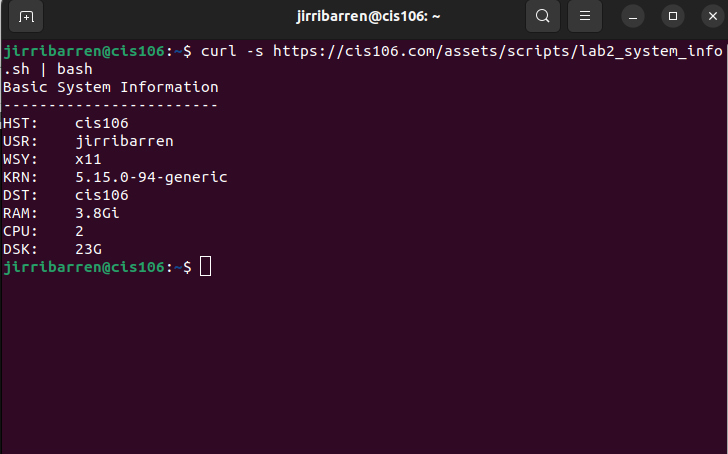 jirribarren@cis106: ~
jirribarren@cis106:~$ curl -s https://cis106.com/assets/scripts/lab2_system_info
.sh | bash
Basic System Information
------------------------
HST:    cis106
USR:    jirribarren
WSY:    x11
KRN:    5.15.0-94-generic
DST:    cis106
RAM:    3.8Gi
CPU:    2
DSK:    23G
jirribarren@cis106:~$